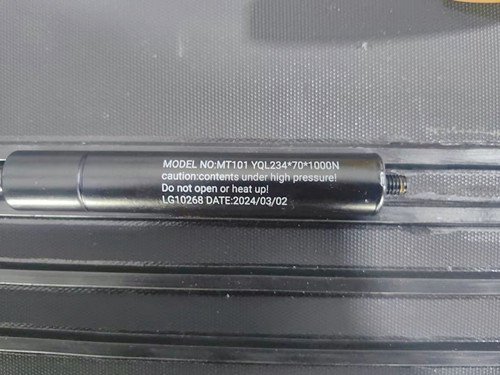 MODEL NO:MT101 YQL234*70*1000N
caution:contents under high pressure!
Do not open or heat up!
LG10268 DATE:2024/03/02